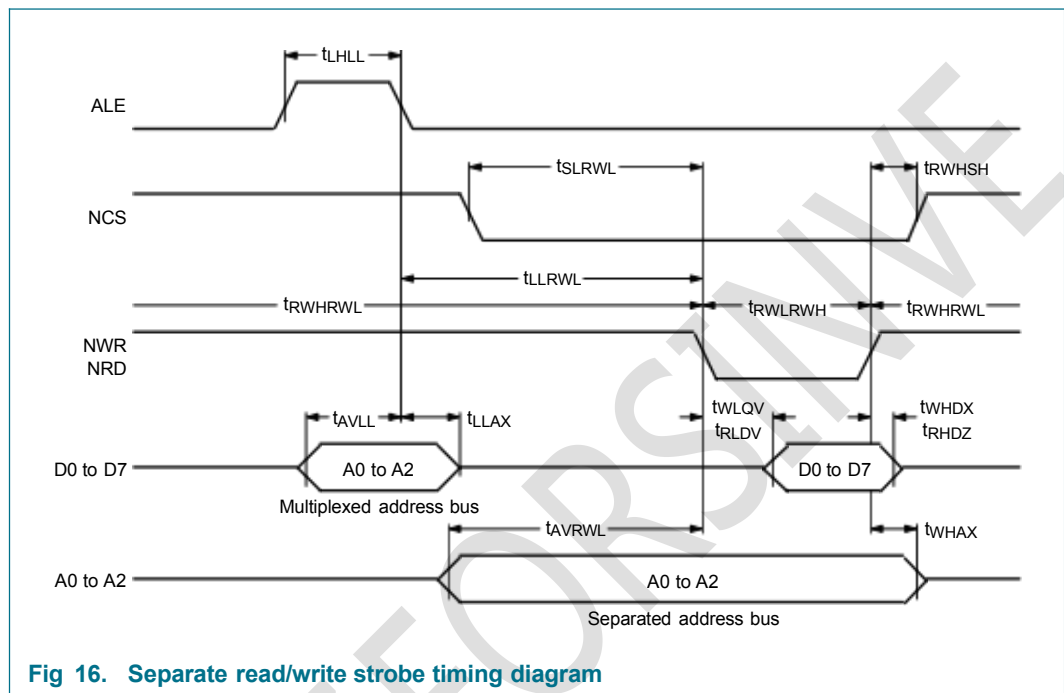 tLHLL
ALE
tSLRWL
tRWHSH
NCS
tLLRWL
tRWHRWL
tRWLRWH
tRWHRWL
NWR
NRD
tAVLL
tLLAX
tWLQV
tRLDV
tWHDX
tRHDZ
D0 to D7
A0 to A2
D0 to D7
Multiplexed address bus
tAVRWL
tWHAX
A0 to A2
A0 to A2
Separated address bus
Fig 16. Separate read/write strobe timing diagram
FORSINVE